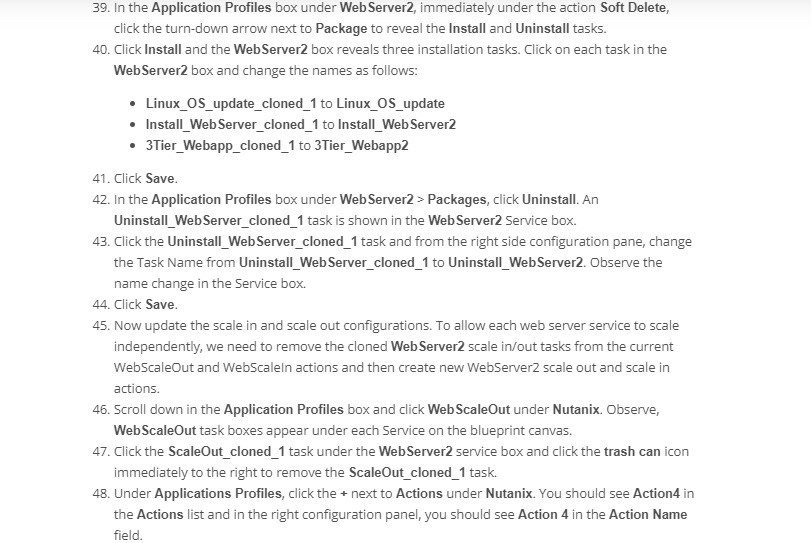 39. In the Application Profiles box under WebServer2, immediately under the action Soft Delete,
click the turn-down arrow next to Package to reveal the Install and Uninstall tasks.
40. Click Install and the WebServer2 box reveals three installation tasks. Click on each task in the
WebServer2 box and change the names as follows:
• Linux_OS_update_cloned_1 to Linux_OS_update
• Install_WebServer_cloned_1 to Install_WebServer2
• 3Tier_Webapp_cloned_1 to 3Tier_Webapp2
41. Click Save.
42. In the Application Profiles box under WebServer2 > Packages, click Uninstall. An
Uninstall_WebServer_cloned_1 task is shown in the WebServer2 Service box.
43. Click the Uninstall_WebServer_cloned_1 task and from the right side configuration pane, change
the Task Name from Uninstall_WebServer_cloned_1 to Uninstall_WebServer2. Observe the
name change in the Service box.
44. Click Save.
45. Now update the scale in and scale out configurations. To allow each web server service to scale
independently, we need to remove the cloned WebServer2 scale in/out tasks from the current
WebScaleOut and WebScaleIn actions and then create new WebServer2 scale out and scale in
actions.
46. Scroll down in the Application Profiles box and click WebScaleOut under Nutanix. Observe,
WebScaleOut task boxes appear under each Service on the blueprint canvas.
47. Click the ScaleOut_cloned_1 task under the WebServer2 service box and click the trash can icon
immediately to the right to remove the ScaleOut_cloned_1 task.
48. Under Applications Profiles, click the + next to Actions under Nutanix. You should see Action4 in
the Actions list and in the right configuration panel, you should see Action 4 in the Action Name
field.